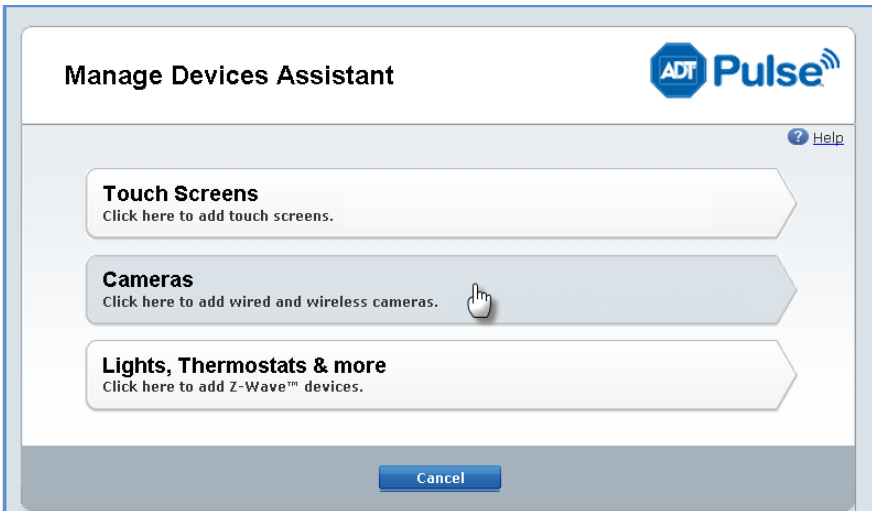 Manage Devices Assistant
ADT Pulse
? Help
Touch Screens
Click here to add touch screens.
Cameras
Click here to add wired and wireless cameras.
Lights, Thermostats & more
Click here to add Z-Wave™ devices.
Cancel